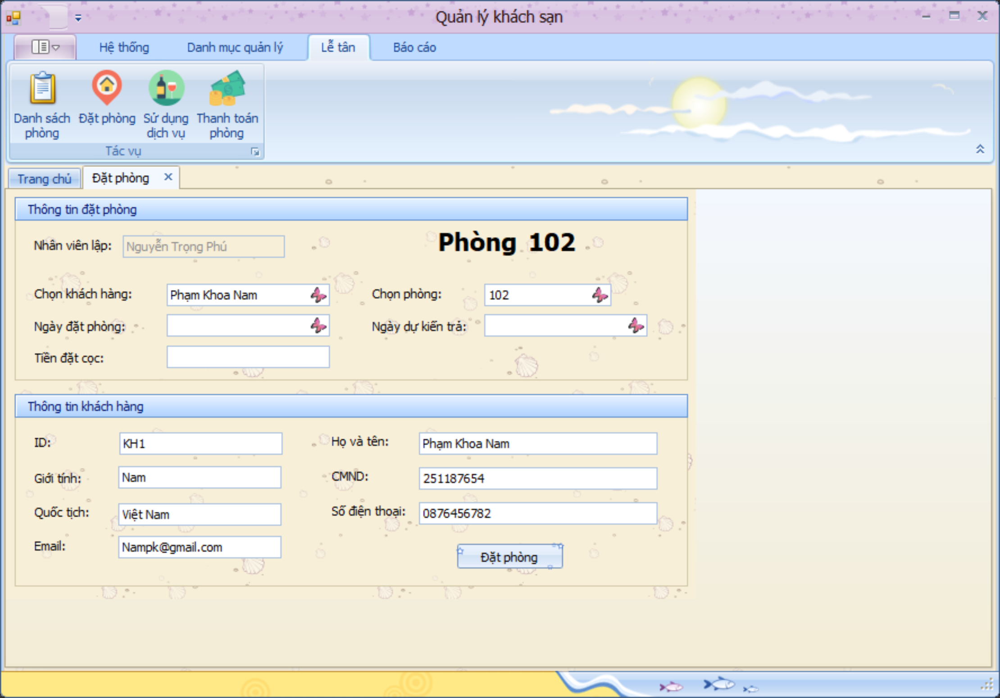 Quản lý khách sạn
Hệ thống Danh mục quản lý Lễ tân Báo cáo
Danh sách phòng
Đặt phòng
Sử dụng dịch vụ
Thanh toán phòng
Tác vụ
Trang chủ Đặt phòng
Thông tin đặt phòng
Nhân viên lập: Nguyễn Trọng Phú
Phòng 102
Chọn khách hàng: Phạm Khoa Nam Chọn phòng: 102
Ngày đặt phòng: Ngày dự kiến trả:
Tiền đặt cọc:
Thông tin khách hàng
ID: KH1 Họ và tên: Phạm Khoa Nam
Giới tính: Nam CMND: 251187654
Quốc tịch: Việt Nam Số điện thoại: 0876456782
Email: Nampk@gmail.com
Đặt phòng